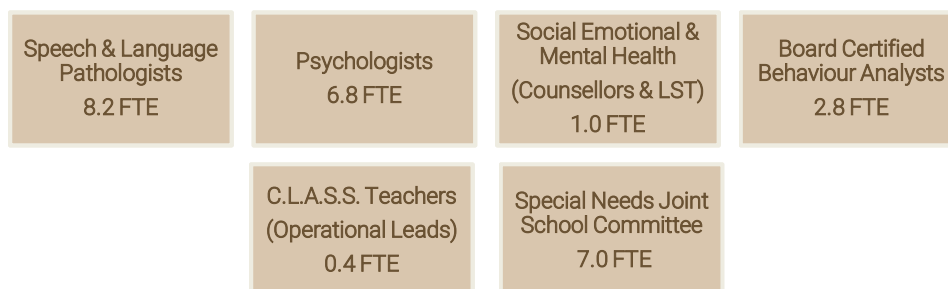 Speech & Language
Pathologists
8.2 FTE
Psychologists
6.8 FTE
Social Emotional &
Mental Health
(Counsellors & LST)
1.0 FTE
Board Certified
Behaviour Analysts
2.8 FTE
C.L.A.S.S. Teachers
(Operational Leads)
0.4 FTE
Special Needs Joint
School Committee
7.0 FTE